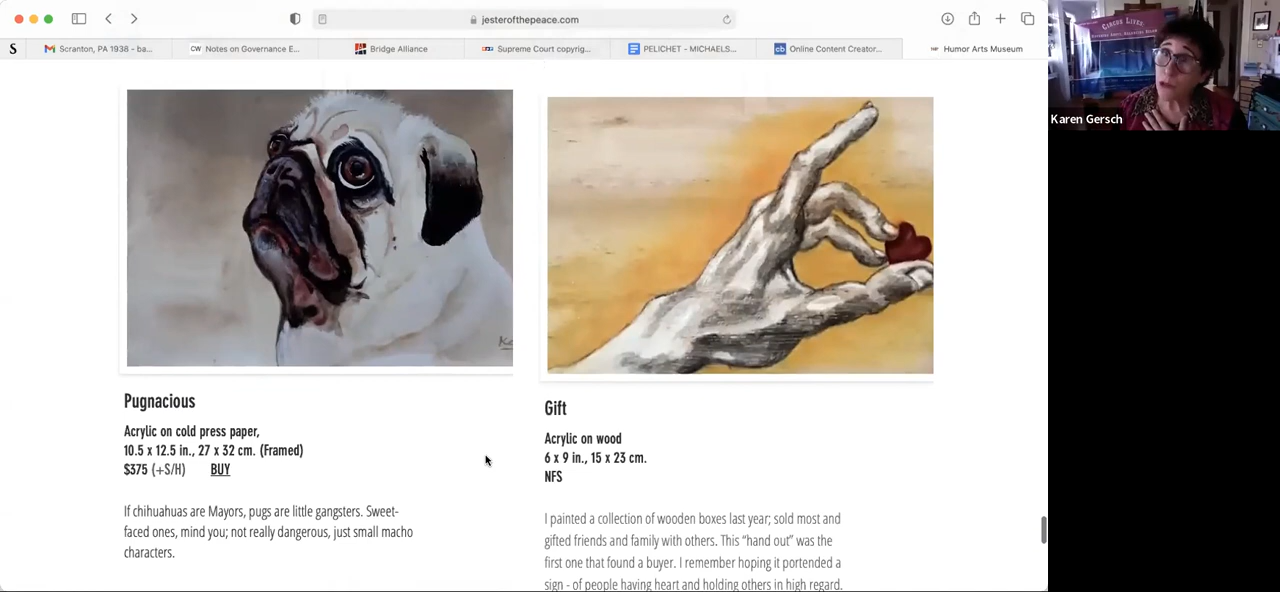 jesterofthepeace.com
S
Scranton, PA 1938 - ba...
CW Notes on Governance E...
Bridge Alliance
Supreme Court copyrig...
PELICHET - MICHAELS...
cb Online Content Creator...
Humor Arts Museum
CIRCUS LIVES:
Karen Gersch
Pugnacious
Acrylic on cold press paper,
10.5 x 12.5 in., 27 x 32 cm. (Framed)
$375 (+S/H) BUY
If chihuahuas are Mayors, pugs are little gangsters. Sweet-
faced ones, mind you; not really dangerous, just small macho
characters.
Gift
Acrylic on wood
6 x 9 in., 15 x 23 cm.
NFS
I painted a collection of wooden boxes last year; sold most and
gifted friends and family with others. This “hand out” was the
first one that found a buyer. I remember hoping it portended a
sign - of people having heart and holding others in high regard.